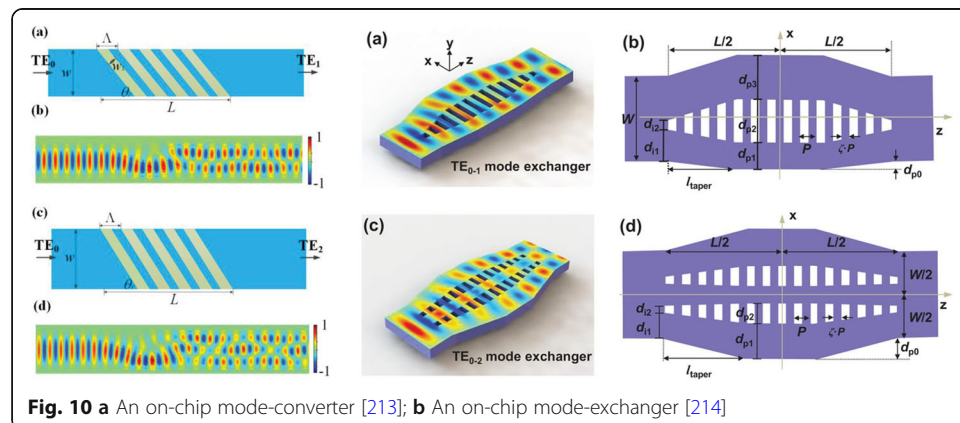 (a)
Λ
TE0
W
W1
θ
L
TE1
(b)
1
-1
(c)
Λ
TE0
W
θ
L
TE2
(d)
1
-1
(a)
y
x
z
TE0-1 mode exchanger
(c)
TE0-2 mode exchanger
(b)
x
L/2
L/2
dp3
W
di2
di1
dp2
dp1
P
ζ·P
z
dp0
ltaper
(d)
x
L/2
L/2
W/2
z
di2
di1
dp2
dp1
P
ζ·P
W/2
dp0
ltaper
Fig. 10 a An on-chip mode-converter [213]; b An on-chip mode-exchanger [214]